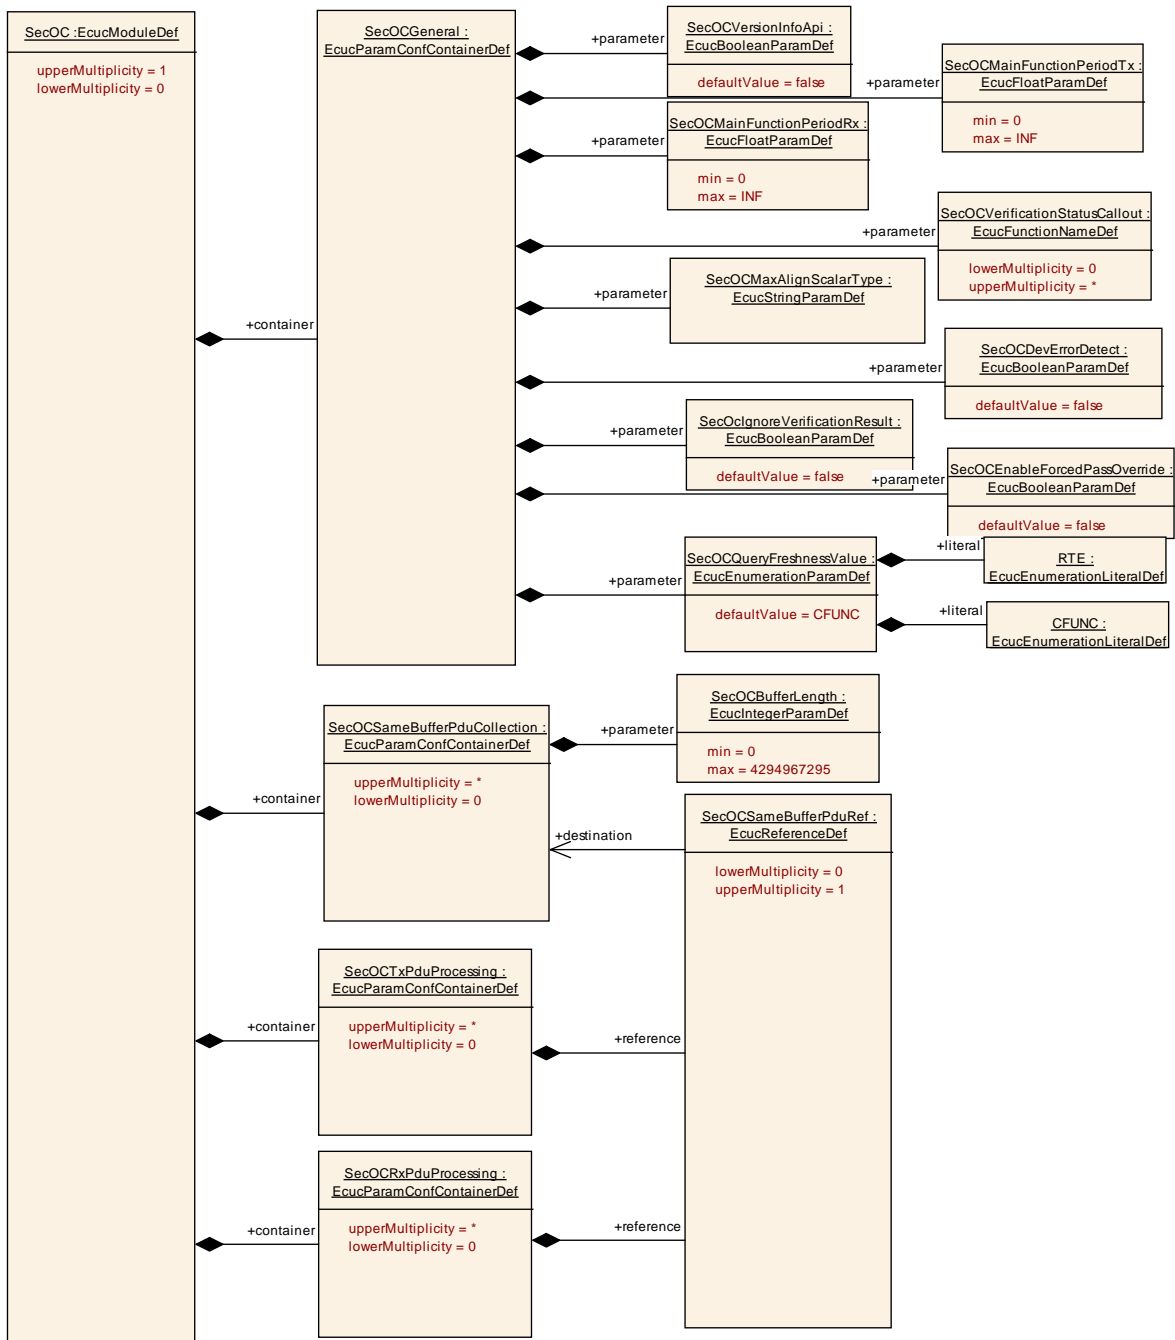 SecOC :EcucModuleDef
upperMultiplicity = 1
lowerMultiplicity = 0
+container
SecOCGeneral :
EcucParamConfContainerDef
+parameter
SecOCVersionInfoApi :
EcucBooleanParamDef
defaultValue = false
+parameter
SecOCMainFunctionPeriodTx :
EcucFloatParamDef
min = 0
max = INF
+parameter
SecOCMainFunctionPeriodRx :
EcucFloatParamDef
min = 0
max = INF
+parameter
SecOCVerificationStatusCallout :
EcucFunctionNameDef
lowerMultiplicity = 0
upperMultiplicity = *
+parameter
SecOCMaxAlignScalarType :
EcucStringParamDef
+parameter
SecOCDevErrorDetect :
EcucBooleanParamDef
defaultValue = false
+parameter
SecOcIgnoreVerificationResult :
EcucBooleanParamDef
defaultValue = false
+parameter
SecOCEnableForcedPassOverride :
EcucBooleanParamDef
defaultValue = false
+parameter
SecOCQueryFreshnessValue :
EcucEnumerationParamDef
defaultValue = CFUNC
+literal
RTE :
EcucEnumerationLiteralDef
+literal
CFUNC :
EcucEnumerationLiteralDef
+container
SecOCSameBufferPduCollection :
EcucParamConfContainerDef
upperMultiplicity = *
lowerMultiplicity = 0
+parameter
SecOCBufferLength :
EcucIntegerParamDef
min = 0
max = 4294967295
+destination
SecOCSameBufferPduRef :
EcucReferenceDef
lowerMultiplicity = 0
upperMultiplicity = 1
+container
SecOCTxPduProcessing :
EcucParamConfContainerDef
upperMultiplicity = *
lowerMultiplicity = 0
+reference
+container
SecOCRxPduProcessing :
EcucParamConfContainerDef
upperMultiplicity = *
lowerMultiplicity = 0
+reference